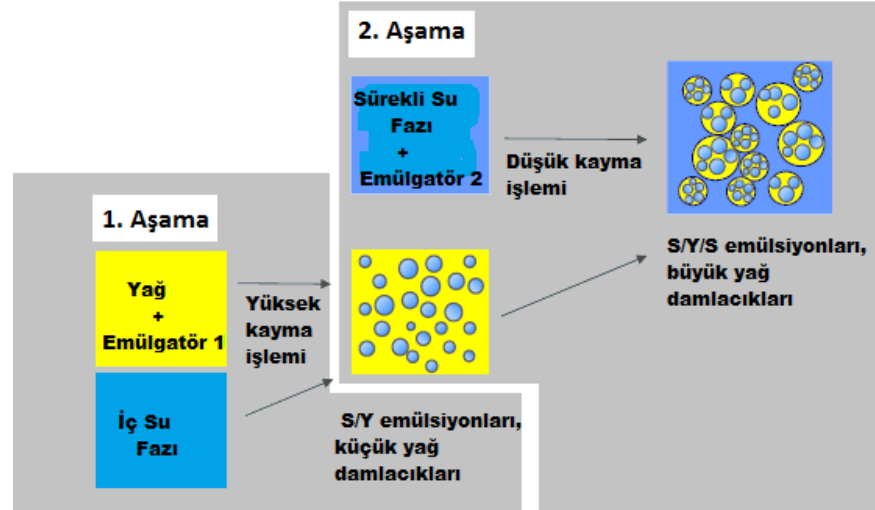 2. Aşama
Sürekli Su
Fazı
+
Emülgatör 2
Düşük kayma
işlemi
1. Aşama
Yağ
+
Emülgatör 1
Yüksek
kayma
işlemi
İç Su
Fazı
S/Y emülsiyonları,
küçük yağ
damlacıkları
S/Y/S emülsiyonları,
büyük yağ
damlacıkları